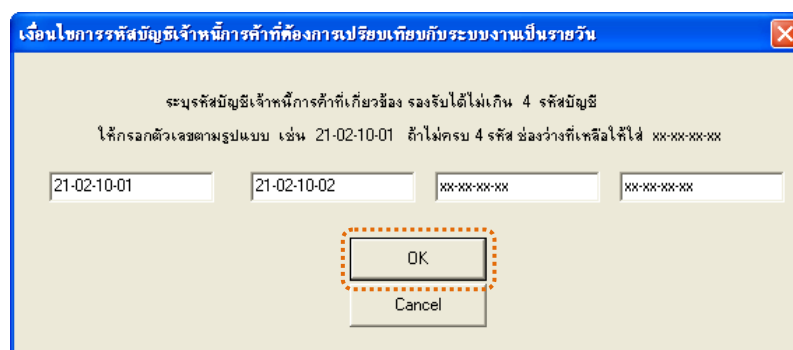 เงื่อนไขการรหัสบัญชีเจ้าหนี้การค้าที่ต้องการเปรียบเทียบกับระบบงานเป็นรายวัน
ระบุรหัสบัญชีเจ้าหนี้การค้าที่เกี่ยวข้อง รองรับได้ไม่เกิน 4 รหัสบัญชี
ให้กรอกตัวเลขตามรูปแบบ เช่น 21-02-10-01 ถ้าไม่ครบ 4 รหัส ช่องว่างที่เหลือให้ใส่ xx-xx-xx-xx
21-02-10-01 21-02-10-02 xx-xx-xx-xx xx-xx-xx-xx
OK
Cancel